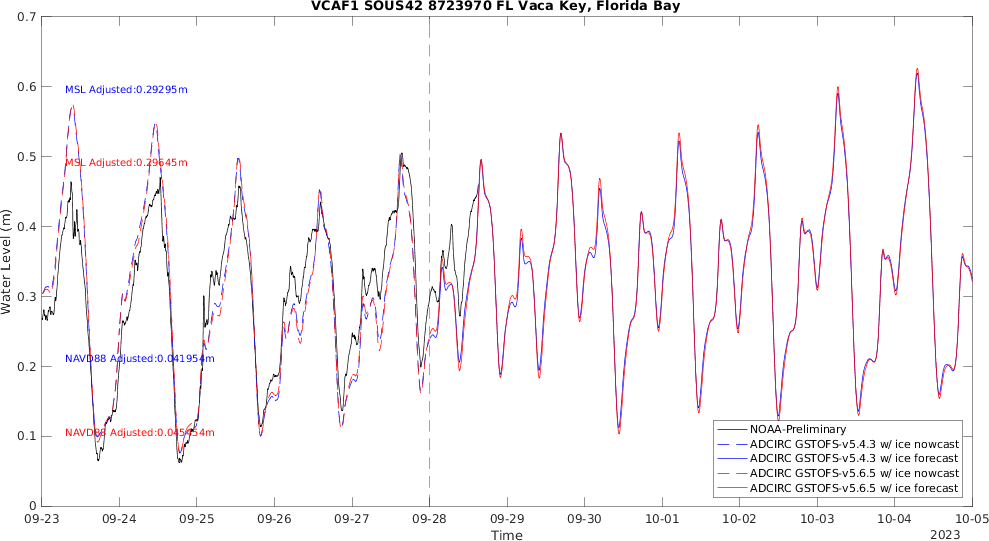 VCAF1 SOUS42 8723970 FL Vaca Key, Florida Bay
0.7
0.6
0.5
0.4
0.3
0.2
0.1
0
Water Level (m)
MSL Adjusted:0.29295m
MSL Adjusted:0.29645m
NAVD88 Adjusted:0.041954m
NAVD88 Adjusted:0.045454m
NOAA-Preliminary
ADCIRC GSTOFS-v5.4.3 w/ ice nowcast
ADCIRC GSTOFS-v5.4.3 w/ ice forecast
ADCIRC GSTOFS-v5.6.5 w/ ice nowcast
ADCIRC GSTOFS-v5.6.5 w/ ice forecast
09-23 09-24 09-25 09-26 09-27 09-28 09-29 09-30 10-01 10-02 10-03 10-04 10-05
Time
2023